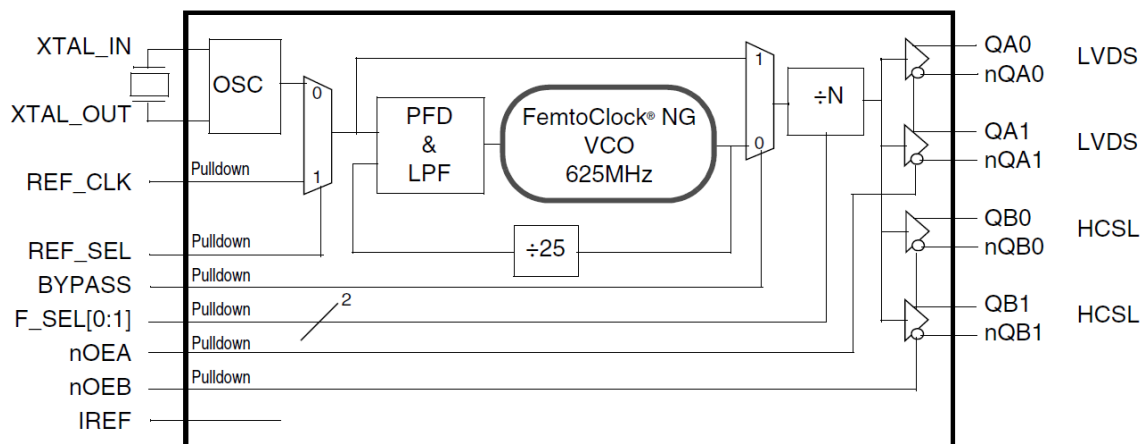 XTAL_IN
OSC
XTAL_OUT
0
1
PFD
&
LPF
FemtoClock® NG
VCO
625MHz
1
0
÷N
÷25
QA0
nQA0
LVDS
QA1
nQA1
LVDS
QB0
nQB0
HCSL
QB1
nQB1
HCSL
REF_CLK
Pulldown
REF_SEL
Pulldown
BYPASS
Pulldown
F_SEL[0:1]
Pulldown
2
nOEA
Pulldown
nOEB
Pulldown
IREF